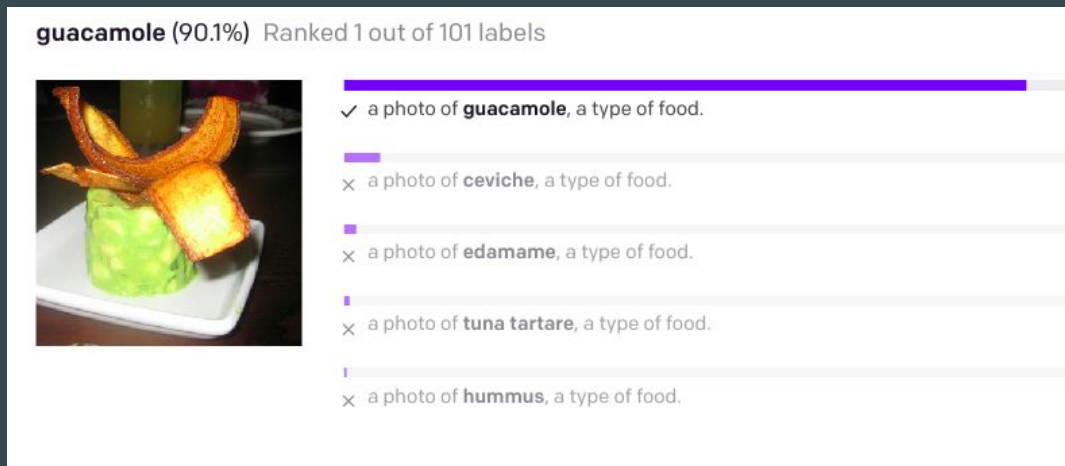 guacamole (90.1%) Ranked 1 out of 101 labels
✓ a photo of guacamole, a type of food.
× a photo of ceviche, a type of food.
× a photo of edamame, a type of food.
× a photo of tuna tartare, a type of food.
× a photo of hummus, a type of food.